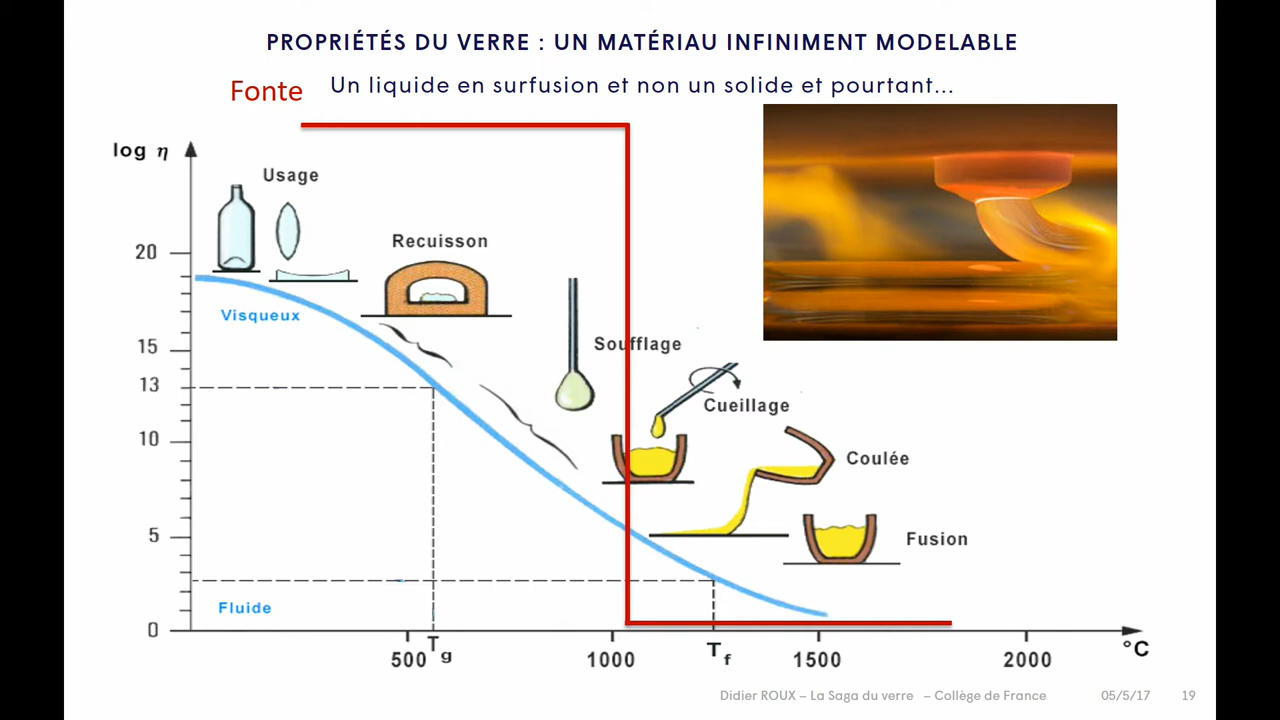 PROPRIÉTÉS DU VERRE : UN MATÉRIAU INFINIMENT MODELABLE
Fonte
Un liquide en surfusion et non un solide et pourtant...
log η
Usage
20
Recuisson
Visqueux
15
Soufflage
13
Cueillage
10
Coulée
5
Fusion
Fluide
0
500
Tg
1000
Tf
1500
2000
°C
Didier ROUX – La Saga du verre – Collège de France
05/5/17
19